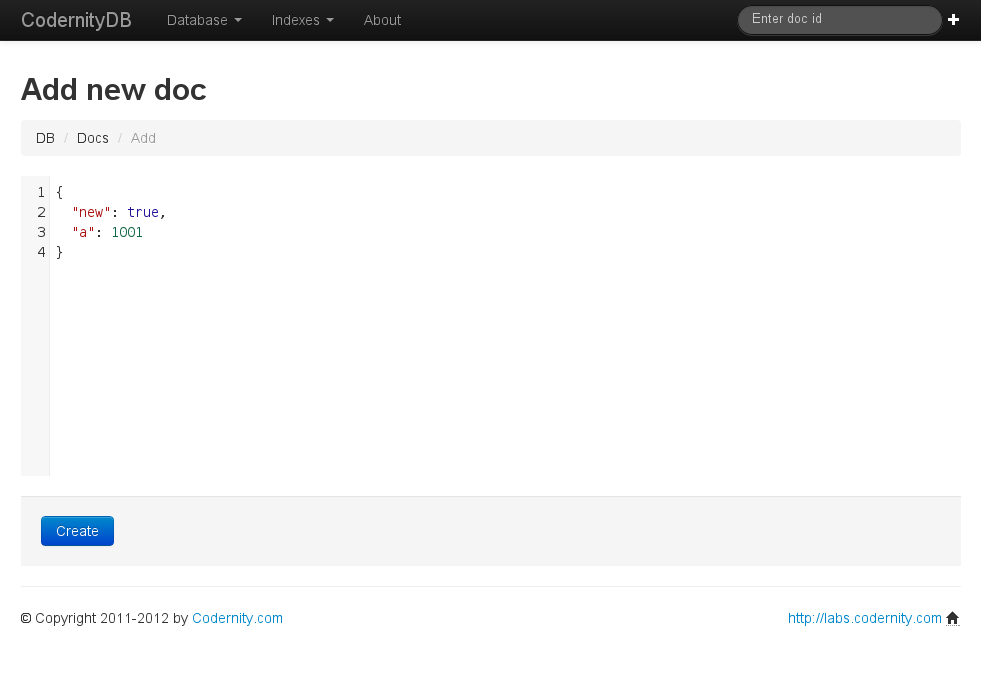 CodernityDB Database Indexes About Enter doc id
Add new doc
DB / Docs / Add
1 {
2   "new": true,
3   "a": 1001
4 }
Create
© Copyright 2011-2012 by Codernity.com http://labs.codernity.com